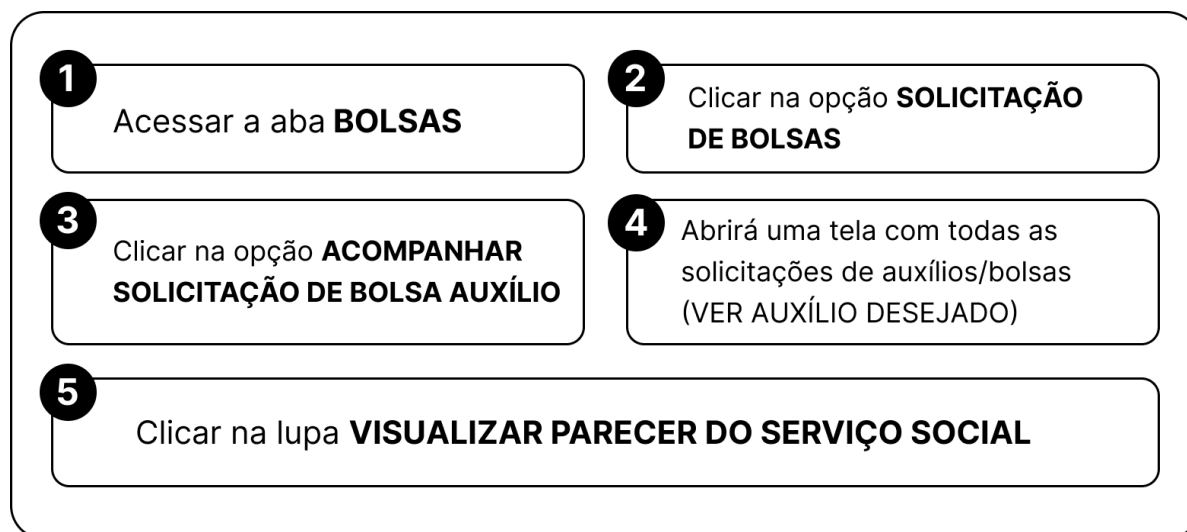 1
Acessar a aba BOLSAS
2
Clicar na opção SOLICITAÇÃO
DE BOLSAS
3
Clicar na opção ACOMPANHAR
SOLICITAÇÃO DE BOLSA AUXÍLIO
4
Abrirá uma tela com todas as
solicitações de auxílios/bolsas
(VER AUXÍLIO DESEJADO)
5
Clicar na lupa VISUALIZAR PARECER DO SERVIÇO SOCIAL